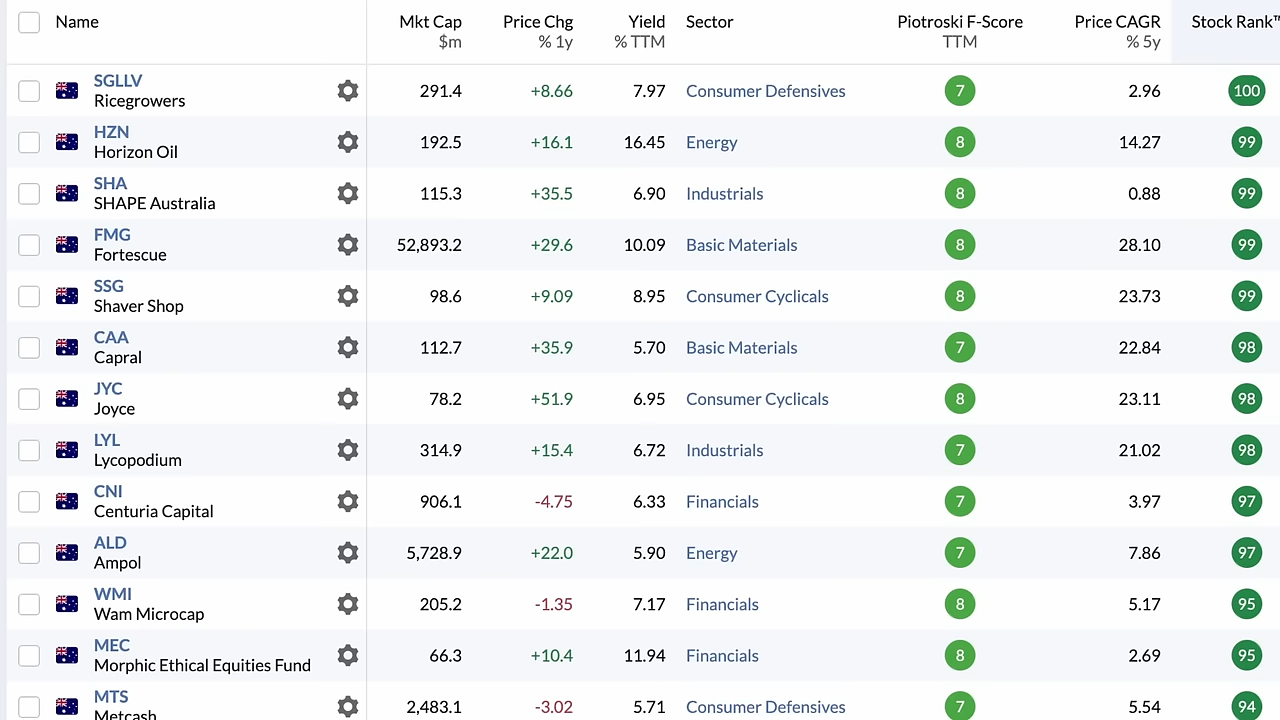 Name Mkt Cap Price Chg Yield Sector Piotroski F-Score Price CAGR Stock Rank™
$m % 1y % TTM TTM % 5y
SGLLV
Ricegrowers 291.4 +8.66 7.97 Consumer Defensives 7 2.96 100
HZN
Horizon Oil 192.5 +16.1 16.45 Energy 8 14.27 99
SHA
SHAPE Australia 115.3 +35.5 6.90 Industrials 8 0.88 99
FMG
Fortescue 52,893.2 +29.6 10.09 Basic Materials 8 28.10 99
SSG
Shaver Shop 98.6 +9.09 8.95 Consumer Cyclicals 8 23.73 99
CAA
Capral 112.7 +35.9 5.70 Basic Materials 7 22.84 98
JYC
Joyce 78.2 +51.9 6.95 Consumer Cyclicals 8 23.11 98
LYL
Lycopodium 314.9 +15.4 6.72 Industrials 7 21.02 98
CNI
Centuria Capital 906.1 -4.75 6.33 Financials 7 3.97 97
ALD
Ampol 5,728.9 +22.0 5.90 Energy 7 7.86 97
WMI
Wam Microcap 205.2 -1.35 7.17 Financials 8 5.17 95
MEC
Morphic Ethical Equities Fund 66.3 +10.4 11.94 Financials 8 2.69 95
MTS
Metcash 2,483.1 -3.02 5.71 Consumer Defensives 7 5.54 94